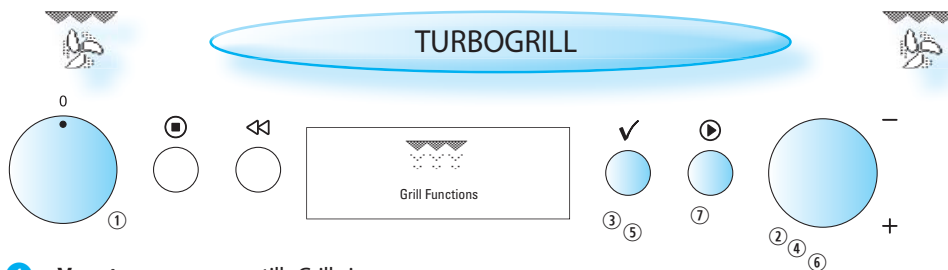 TURBOGRILL
0
Grill Functions
−
+
① ③ ⑤ ⑦ ② ④ ⑥